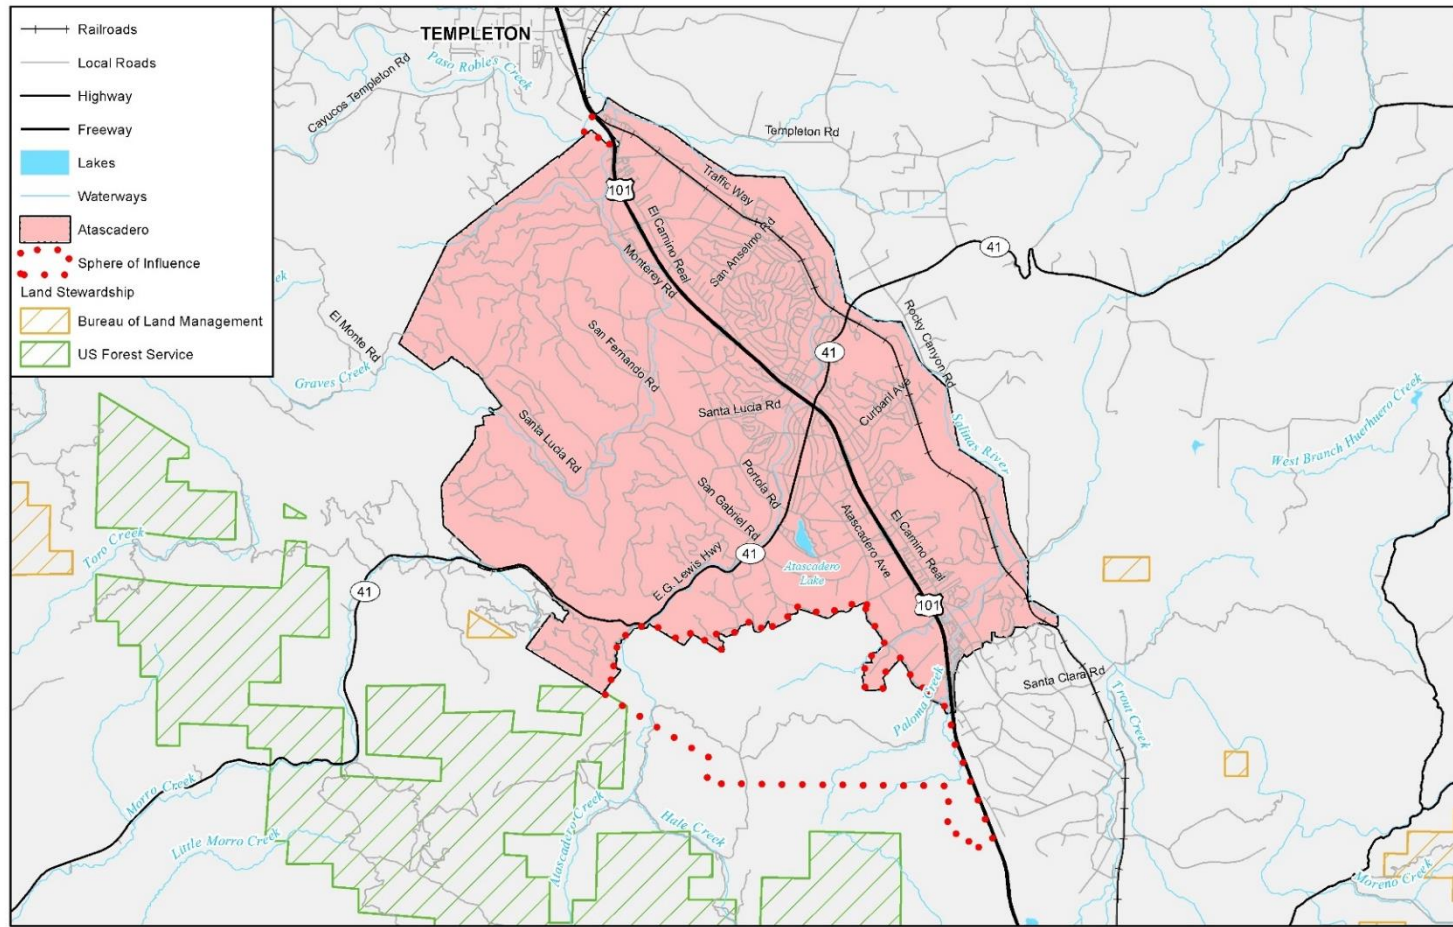 Railroads
Local Roads
Highway
Freeway
Lakes
Waterways
Atascadero
Sphere of Influence
Land Stewardship
Bureau of Land Management
US Forest Service
TEMPLETON
Paso Robles Creek
Cayucos Templeton Rd
Templeton Rd
Traffic Way
101
El Camino Real
San Anselmo Rd
Monterey Rd
41
eek
El Monte Rd
Graves Creek
San Fernando Rd
41
Rocky Canyon Rd
Santa Lucia Rd
Curbaril Ave
Santa Lucia Rd
Salinas River
West Branch Huerhuero Creek
Portola Rd
San Gabriel Rd
Atascadero Ave
El Camino Real
Toro Creek
41
E.G. Lewis Hwy
Atascadero
Lake
41
101
Santa Clara Rd
Paloma Creek
Trout Creek
Morro Creek
Little Morro Creek
Atascadero Creek
Hale Creek
Moreno Creek